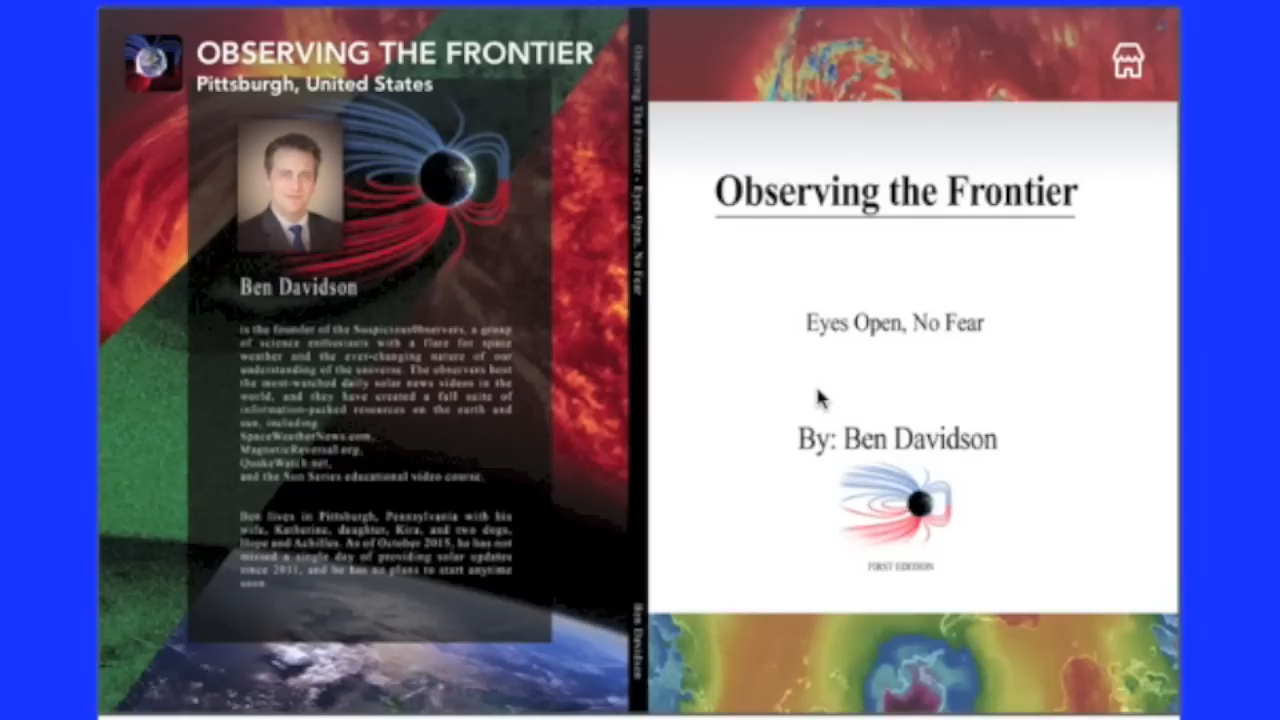 OBSERVING THE FRONTIER
Pittsburgh, United States
Ben Davidson
is the founder of the SuspiciousObservers, a group
of science enthusiasts with a flare for space
weather and the ever-changing nature of our
understanding of the universe. The observers host
the most-watched daily solar news videos in the
world, and they have created a full suite of
information-packed resources on the earth and
sun, including
SpaceWeatherNews.com,
MagneticReversal.org,
QuakeWatch.net,
and the Sun Series educational video course.
Ben lives in Pittsburgh, Pennsylvania with his
wife, Katherine, daughter, Kira, and two dogs,
Hope and Achilles. As of October 2015, he has not
missed a single day of providing solar updates
since 2011, and he has no plans to start anytime
soon
Observing The Frontier - Eyes Open, No Fear
Ben Davidson
Observing the Frontier
Eyes Open, No Fear
By: Ben Davidson
FIRST EDITION